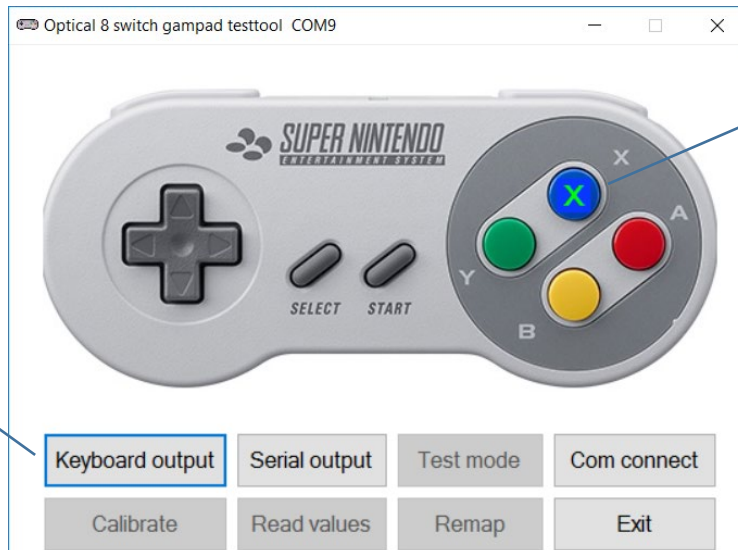 Optical 8 switch gampad testtool COM9
SUPER NINTENDO
ENTERTAINMENT SYSTEM
X
X
A
Y
B
SELECT START
Keyboard output Serial output Test mode Com connect
Calibrate Read values Remap Exit